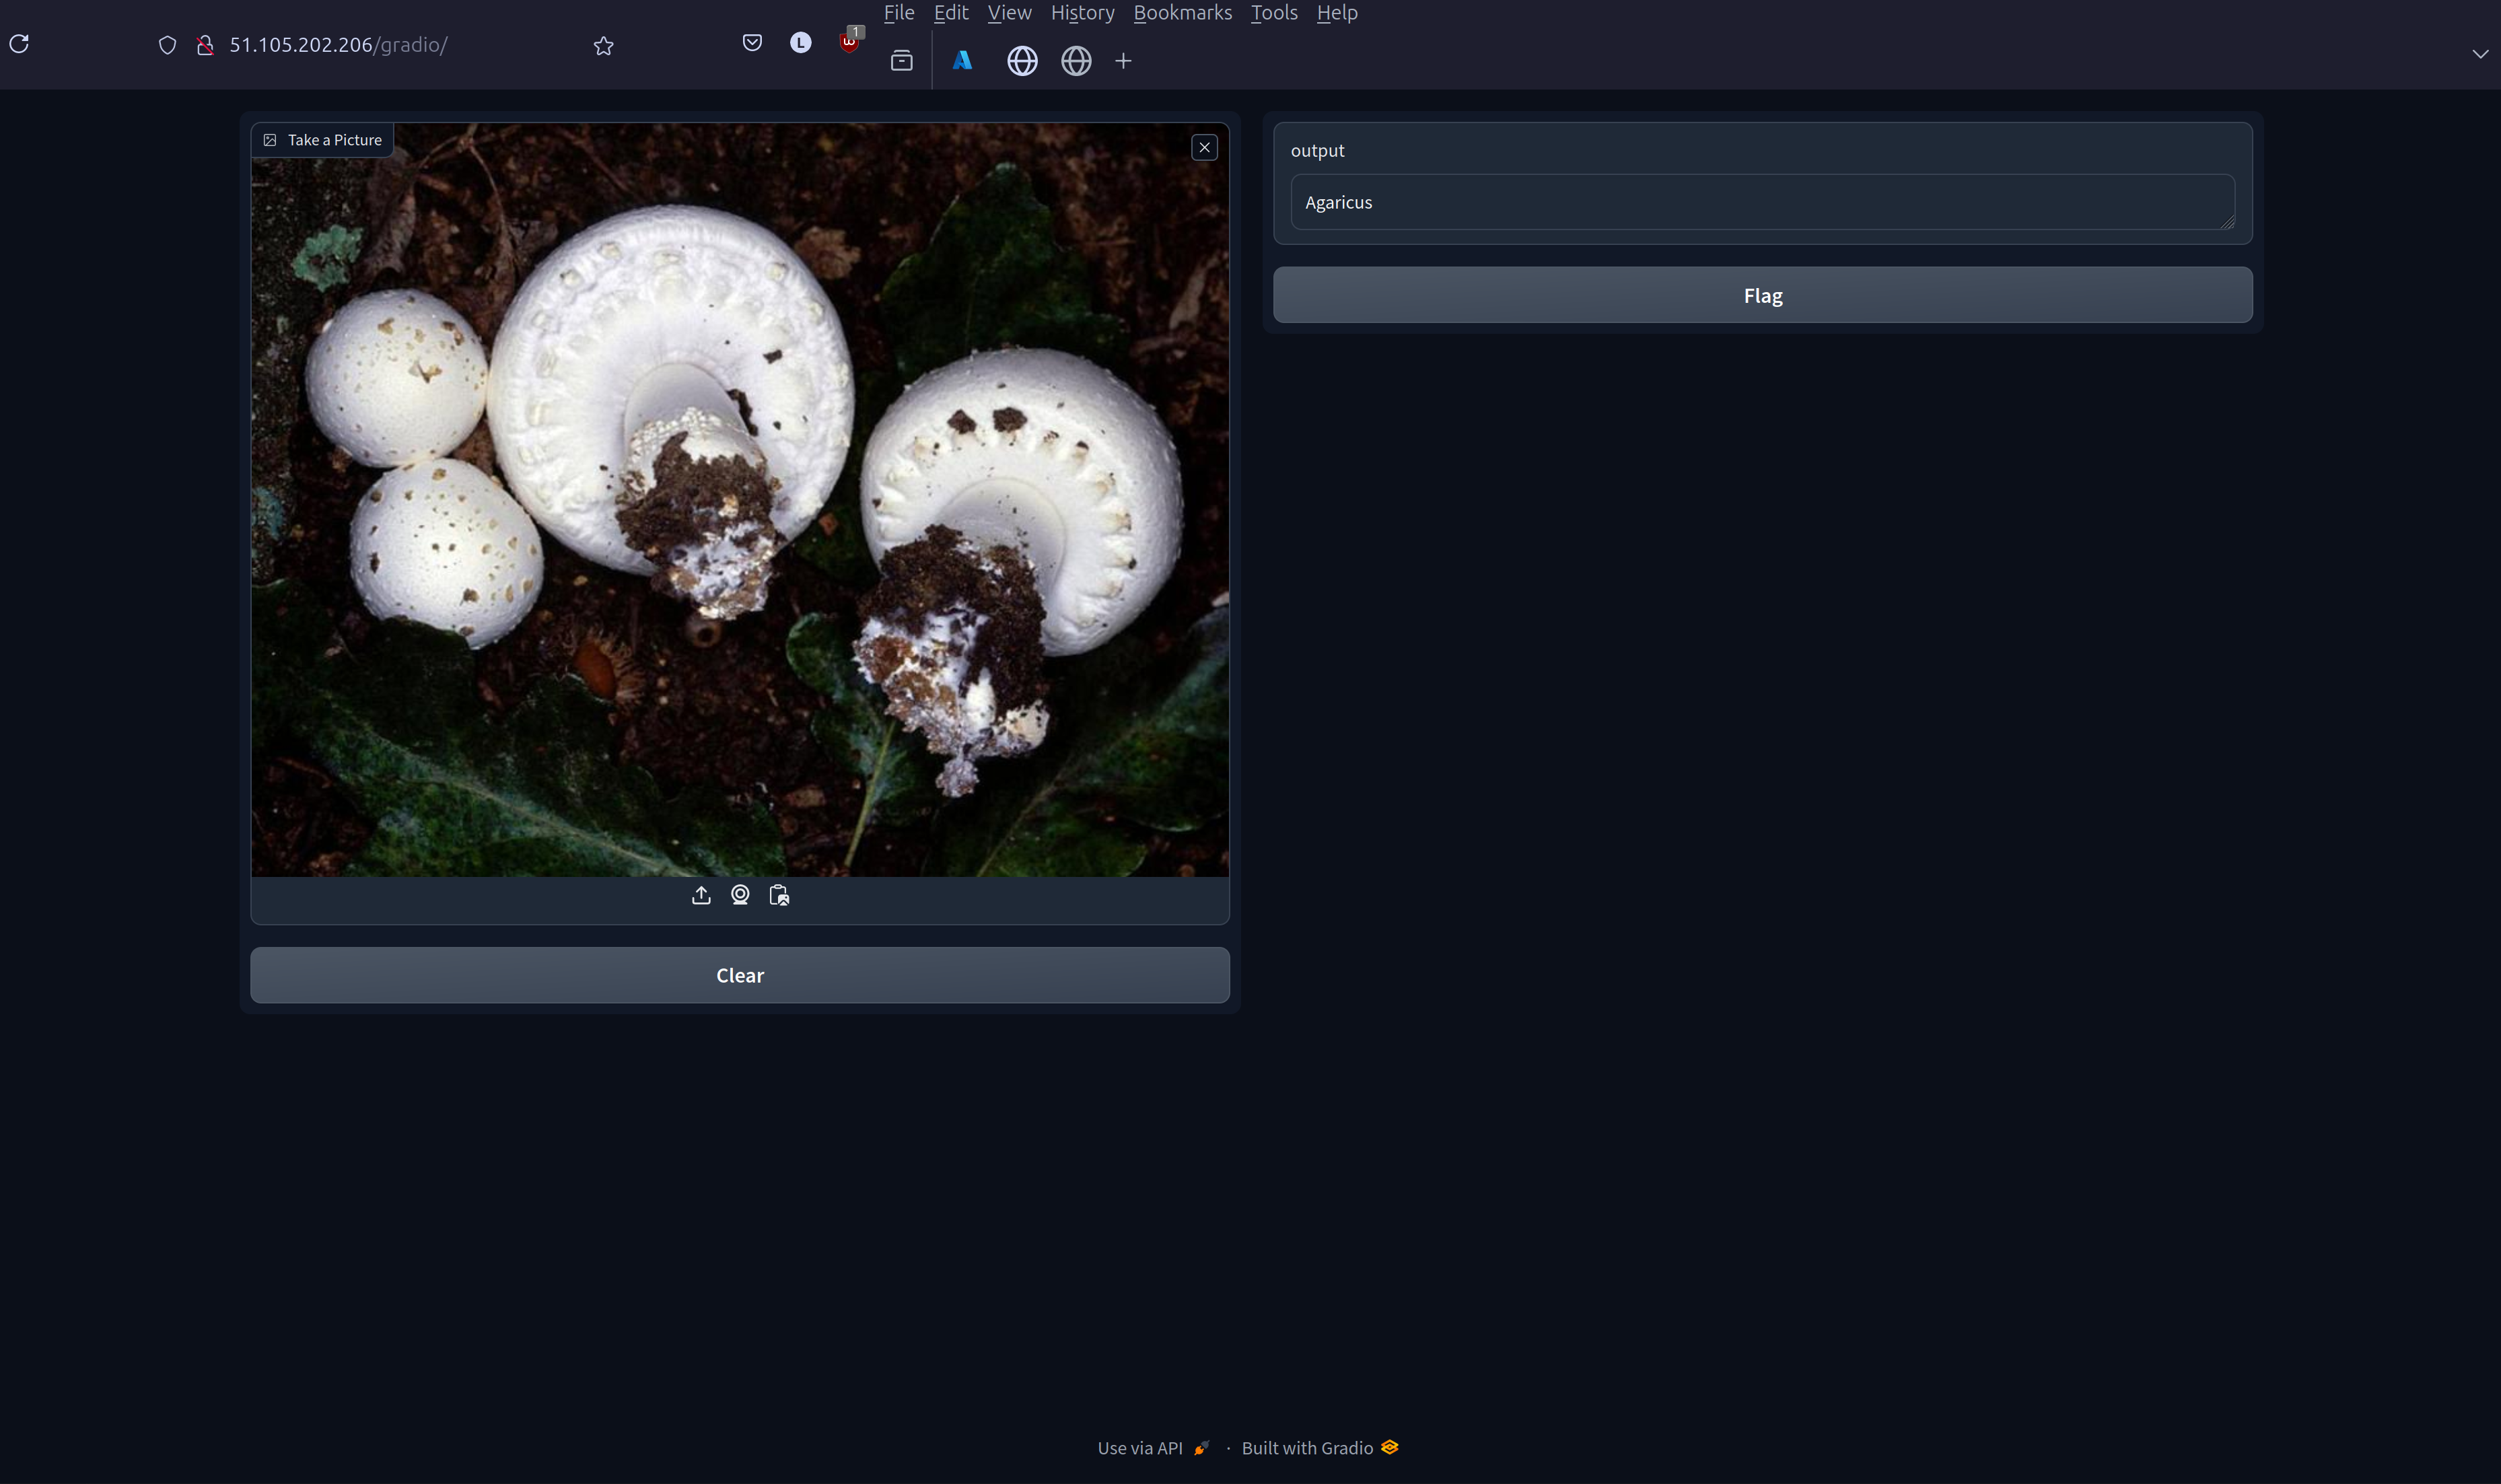 File Edit View History Bookmarks Tools Help
51.105.202.206/gradio/
L
1
Take a Picture
output
Agaricus
Flag
Clear
Use via API · Built with Gradio